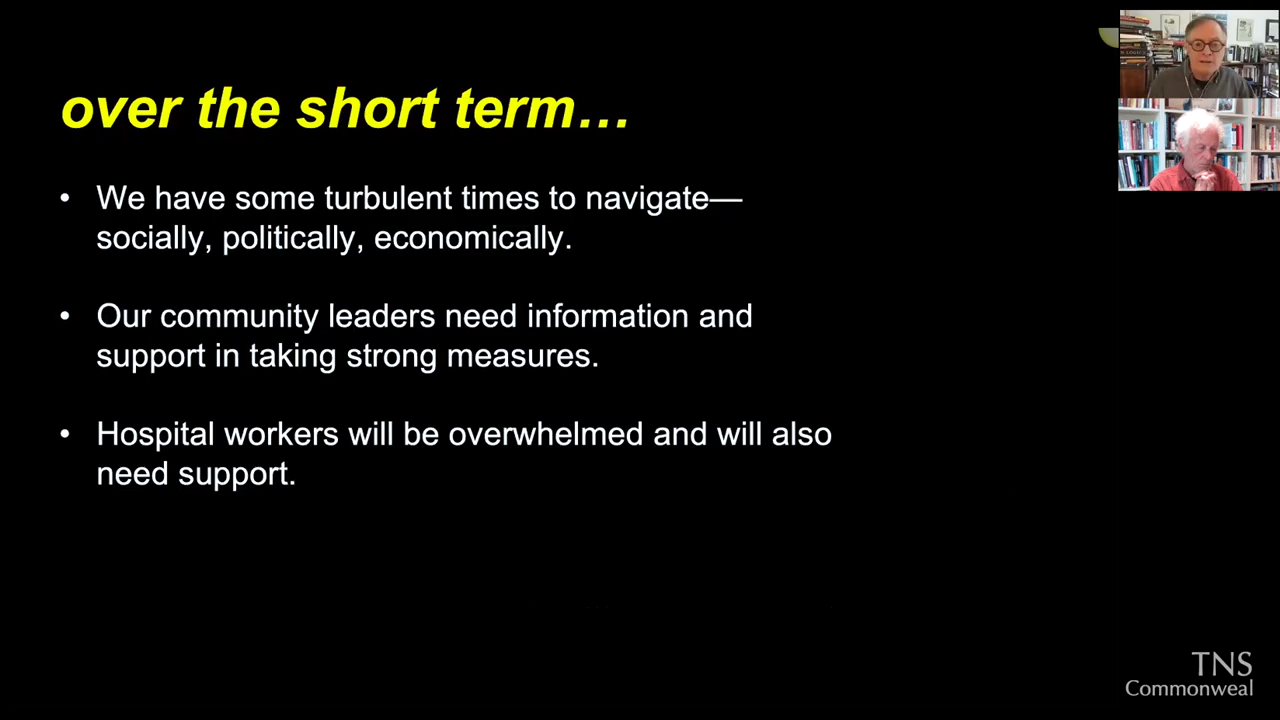 over the short term…
• We have some turbulent times to navigate—
socially, politically, economically.
• Our community leaders need information and
support in taking strong measures.
• Hospital workers will be overwhelmed and will also
need support.
TNS
Commonweal